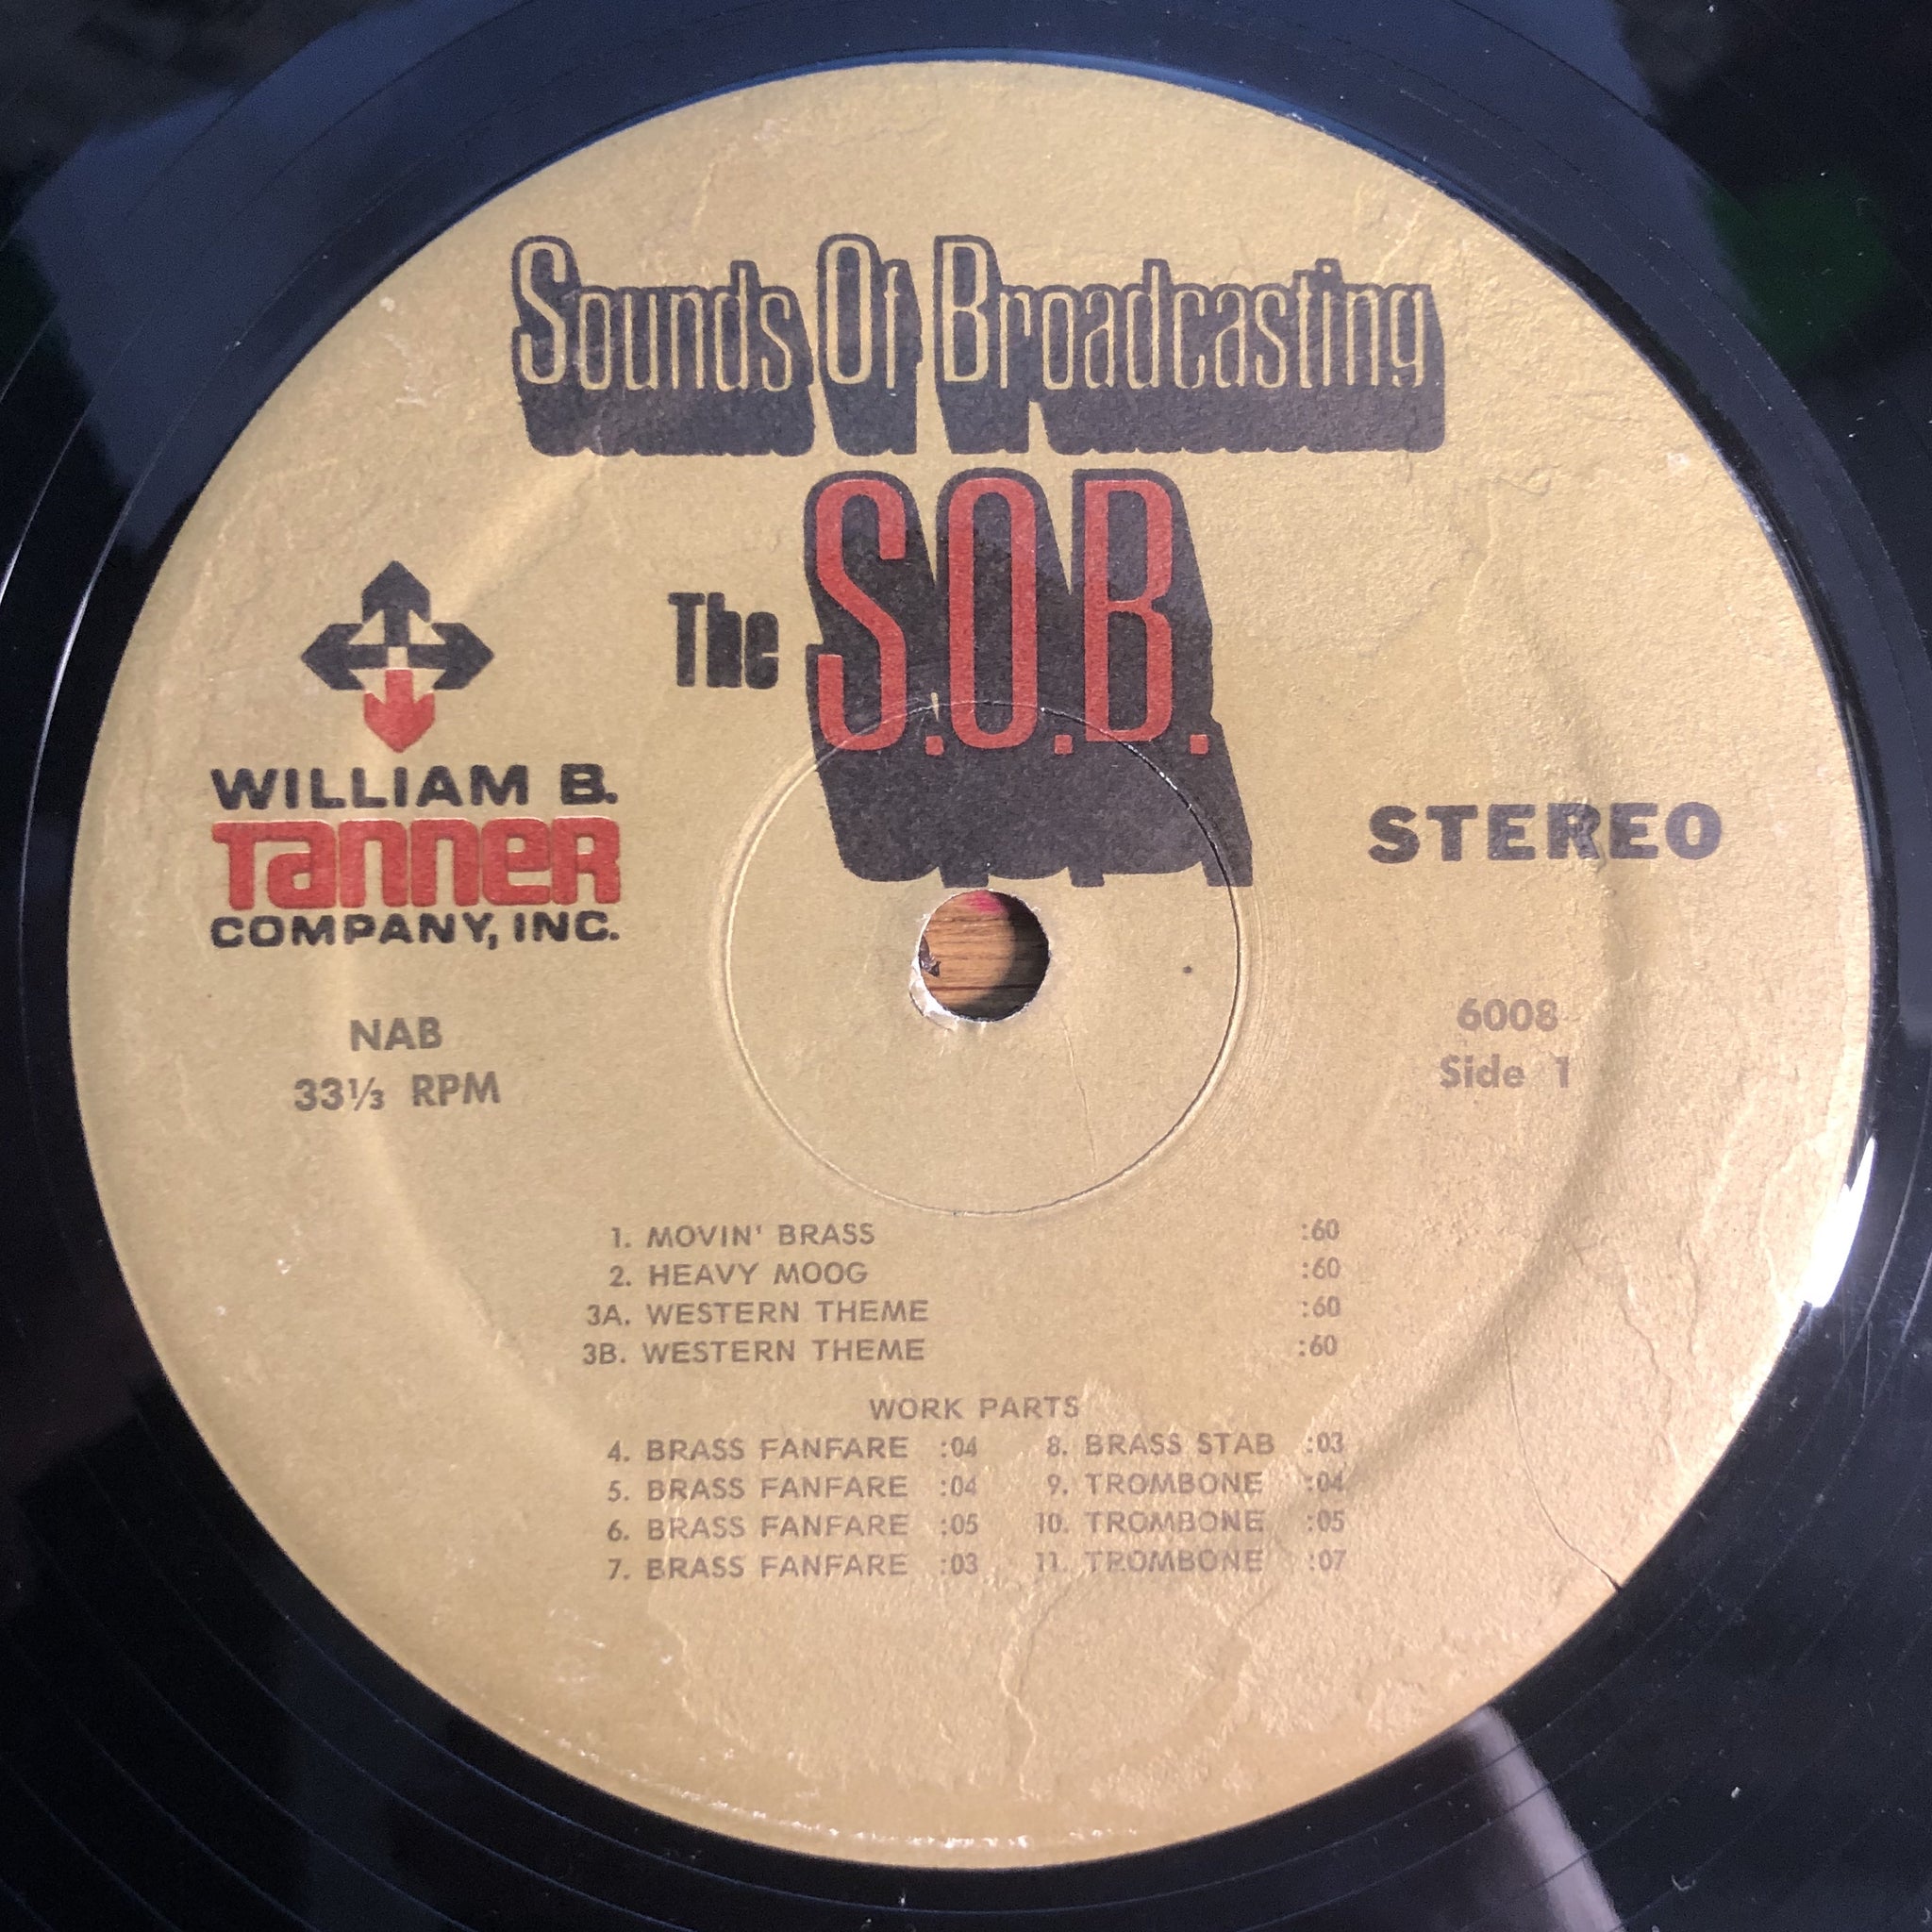 Sounds Of Broadcasting
The S.O.B.
WILLIAM B.
TANNER
COMPANY, INC.
STEREO
NAB
33⅓ RPM
6008
Side 1
1. MOVIN' BRASS :60
2. HEAVY MOOG :60
3A. WESTERN THEME :60
3B. WESTERN THEME :60
WORK PARTS
4. BRASS FANFARE :04 8. BRASS STAB :03
5. BRASS FANFARE :04 9. TROMBONE :04
6. BRASS FANFARE :05 10. TROMBONE :05
7. BRASS FANFARE :03 11. TROMBONE :07